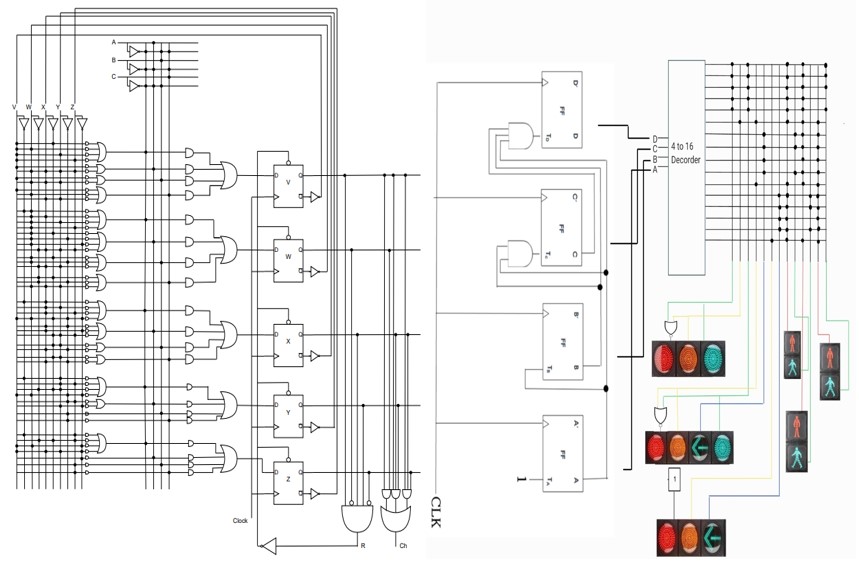 A
B
C
V W X Y Z
D Q
V
Q
D Q
W
Q
D Q
X
Q
D Q
Y
Q
D Q
Z
Q
Clock
R
Ch
D'
FF
T_D
D
C'
FF
T_C
C
B'
FF
T_B
B
A'
FF
T_A
A
1
CLK
D
C
B
A
4 to 16
Decorder
1